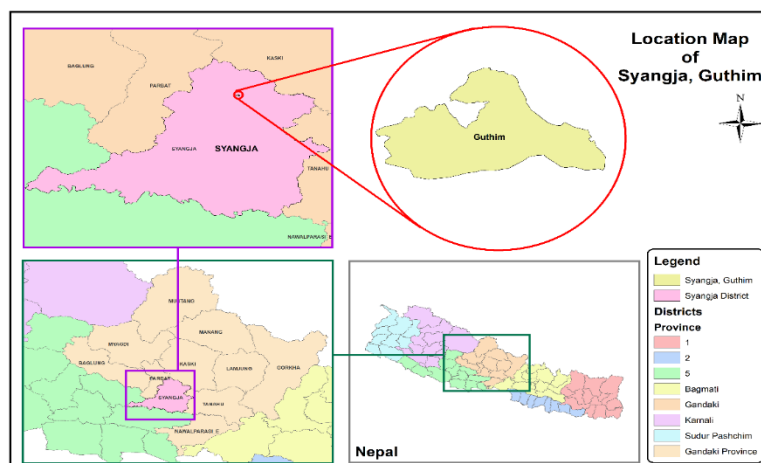 Location Map
of
Syangja, Guthim
N
BAGLUNG
KASKI
PARBAT
SYANGJA
SYANGJA
TANAHU
NAWALPARASI E
Guthim
MUSTANG
MANANG
MYAGDI
BAGLUNG
KASKI
LAMJUNG
GORKHA
PARBAT
SYANGJA
TANAHU
NAWALPARASI E
Nepal
Legend
Syangja, Guthim
Syangja District
Districts
Province
1
2
5
Bagmati
Gandaki
Karnali
Sudur Pashchim
Gandaki Province